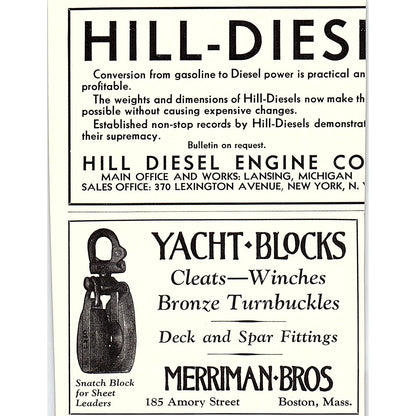 HILL-DIES
Conversion from gasoline to Diesel power is practical an
profitable.
The weights and dimensions of Hill-Diesels now make th
possible without causing expensive changes.
Established non-stop records by Hill-Diesels demonstrat
their supremacy.
Bulletin on request.
HILL DIESEL ENGINE CO
MAIN OFFICE AND WORKS: LANSING, MICHIGAN
SALES OFFICE: 370 LEXINGTON AVENUE, NEW YORK, N. Y
YACHT·BLOCKS
Cleats—Winches
Bronze Turnbuckles
Deck and Spar Fittings
MERRIMAN·BROS
185 Amory Street Boston, Mass.
Snatch Block
for Sheet
Leaders